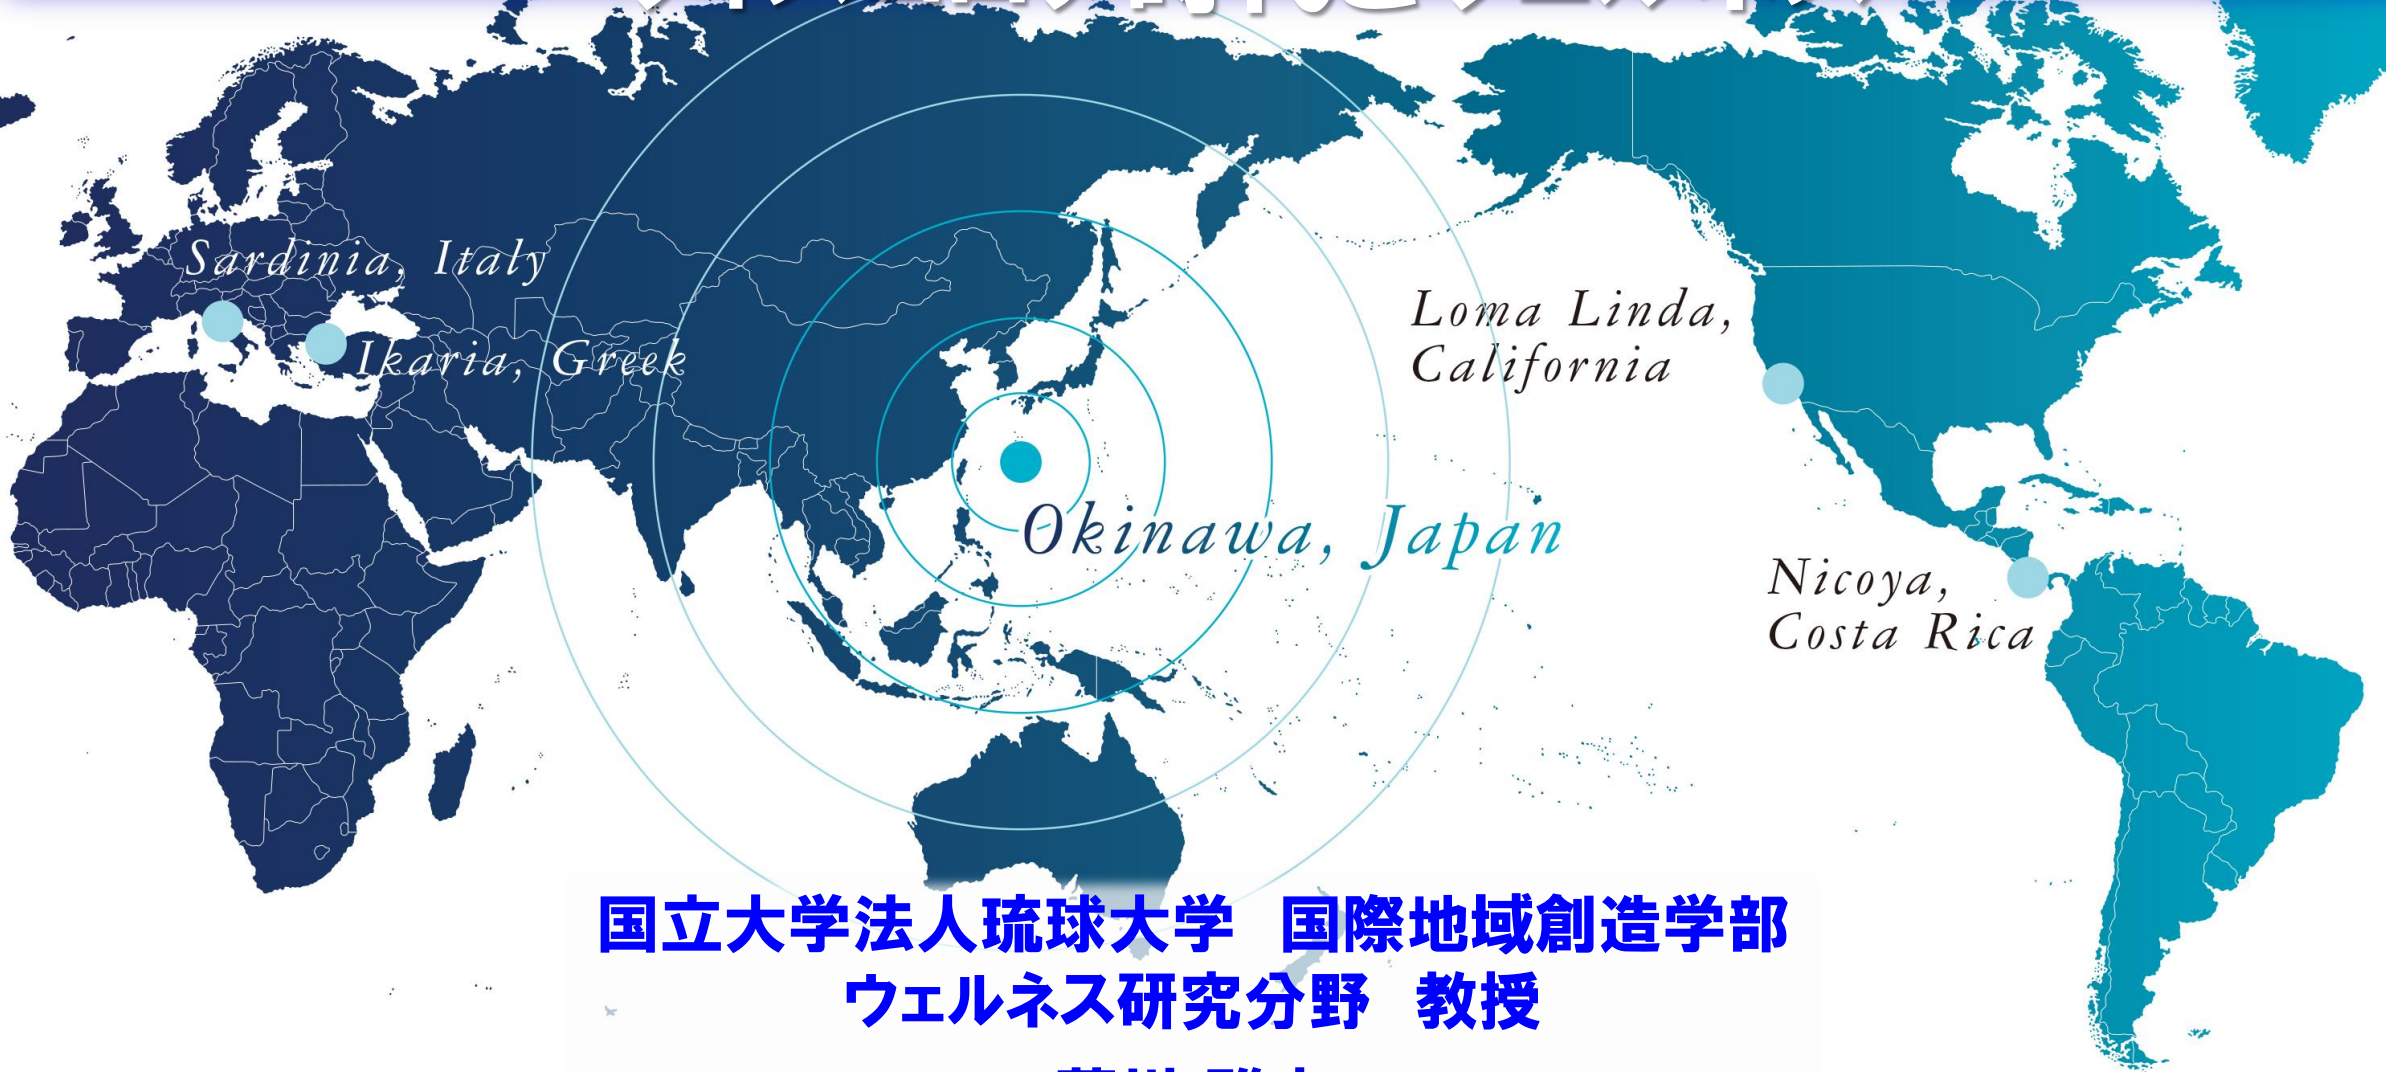 Sardinia, Italy
Ikaria, Greek
Loma Linda,
California
Okinawa, Japan
Nicoya,
Costa Rica
国立大学法人琉球大学　国際地域創造学部
ウェルネス研究分野　教授